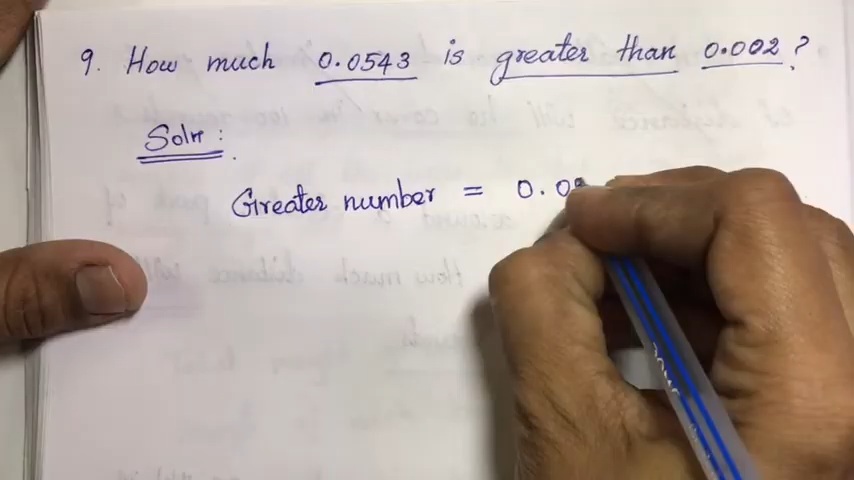 9. How much 0.0543 is greater than 0.002?
Soln:
Greater number = 0.0